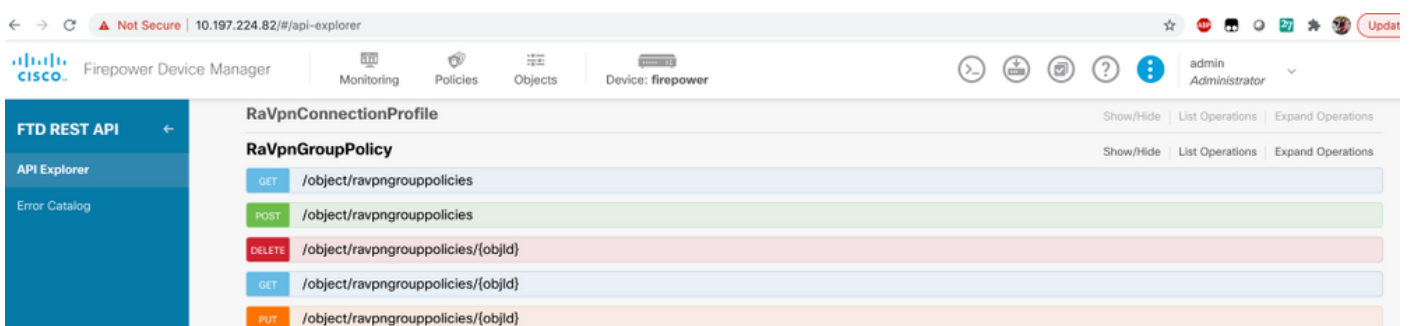 Not Secure 10.197.224.82/#/api-explorer
ABP
27
Updat
CISCO
Firepower Device Manager
Monitoring
Policies
Objects
Device: firepower
admin
Administrator
FTD REST API
API Explorer
Error Catalog
RaVpnConnectionProfile
Show/Hide List Operations Expand Operations
RaVpnGroupPolicy
Show/Hide List Operations Expand Operations
GET /object/ravpngrouppolicies
POST /object/ravpngrouppolicies
DELETE /object/ravpngrouppolicies/{objId}
GET /object/ravpngrouppolicies/{objId}
PUT /object/ravpngrouppolicies/{objId}